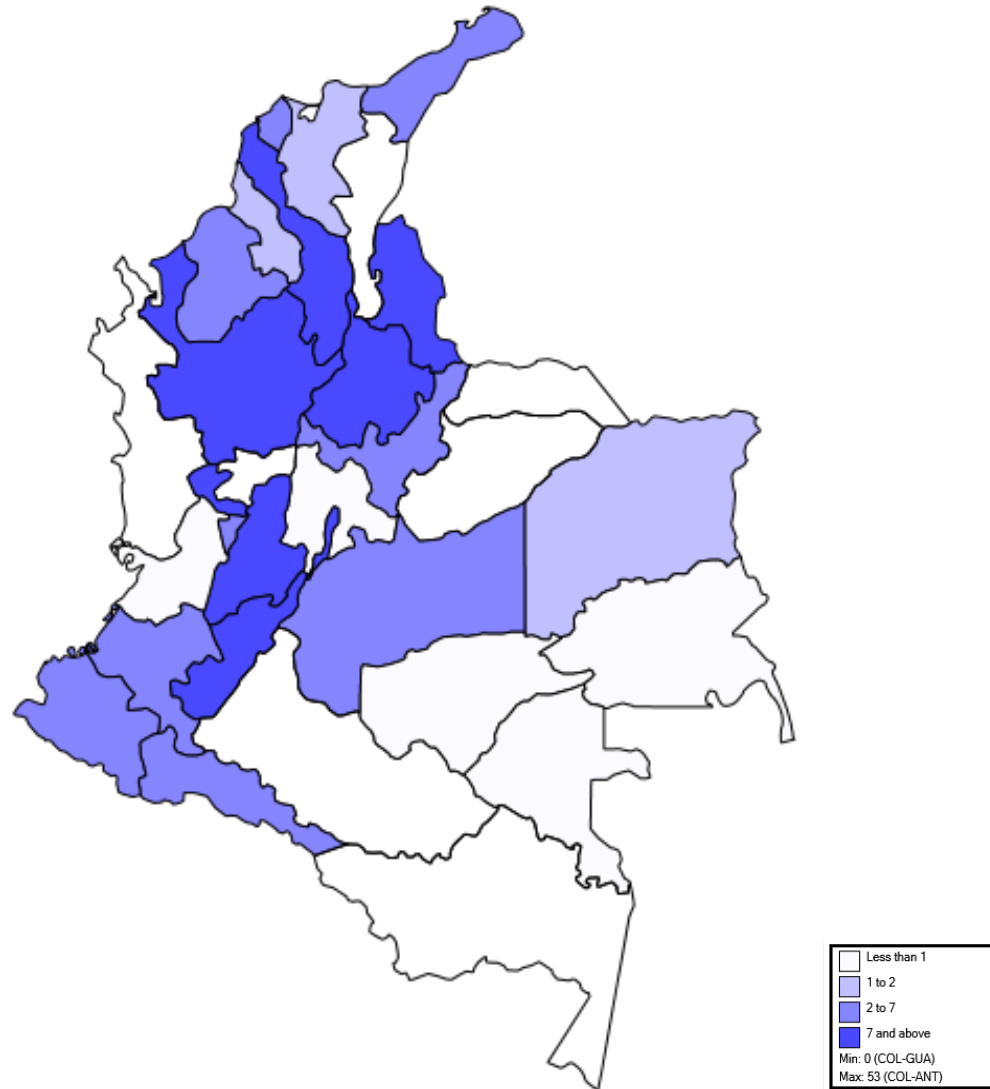 Less than 1
1 to 2
2 to 7
7 and above
Min: 0 (COL-GUA)
Max: 53 (COL-ANT)